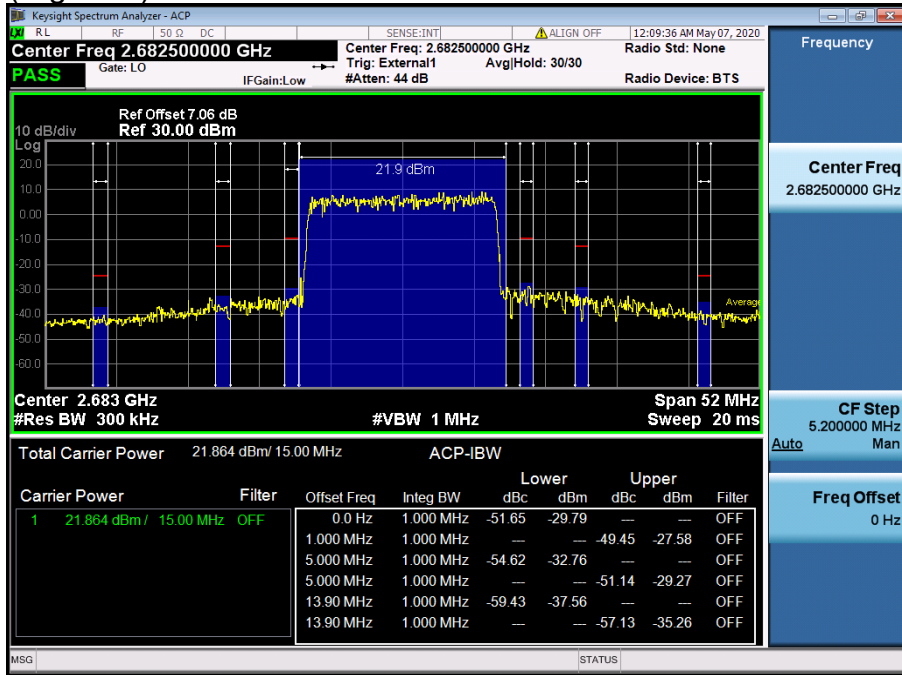 Keysight Spectrum Analyzer - ACP
LXI RL RF 50 Ω DC SENSE:INT ALIGN OFF 12:09:36 AM May 07, 2020
Center Freq 2.682500000 GHz Center Freq: 2.682500000 GHz Radio Std: None
Gate: LO Trig: External1 Avg|Hold: 30/30
PASS IFGain:Low #Atten: 44 dB Radio Device: BTS
Ref Offset 7.06 dB
10 dB/div Ref 30.00 dBm
Log
20.0
10.0
0.00
-10.0
-20.0
-30.0
-40.0
-50.0
-60.0
21.9 dBm
Average
Center 2.683 GHz Span 52 MHz
#Res BW 300 kHz #VBW 1 MHz Sweep 20 ms
Total Carrier Power 21.864 dBm/ 15.00 MHz ACP-IBW
Lower Upper
Carrier Power Filter Offset Freq Integ BW dBc dBm dBc dBm Filter
1 21.864 dBm / 15.00 MHz OFF 0.0 Hz 1.000 MHz -51.65 -29.79 --- --- OFF
1.000 MHz 1.000 MHz --- --- -49.45 -27.58 OFF
5.000 MHz 1.000 MHz -54.62 -32.76 --- --- OFF
5.000 MHz 1.000 MHz --- --- -51.14 -29.27 OFF
13.90 MHz 1.000 MHz -59.43 -37.56 --- --- OFF
13.90 MHz 1.000 MHz --- --- -57.13 -35.26 OFF
MSG STATUS
Frequency
Center Freq
2.682500000 GHz
CF Step
5.200000 MHz
Auto Man
Freq Offset
0 Hz